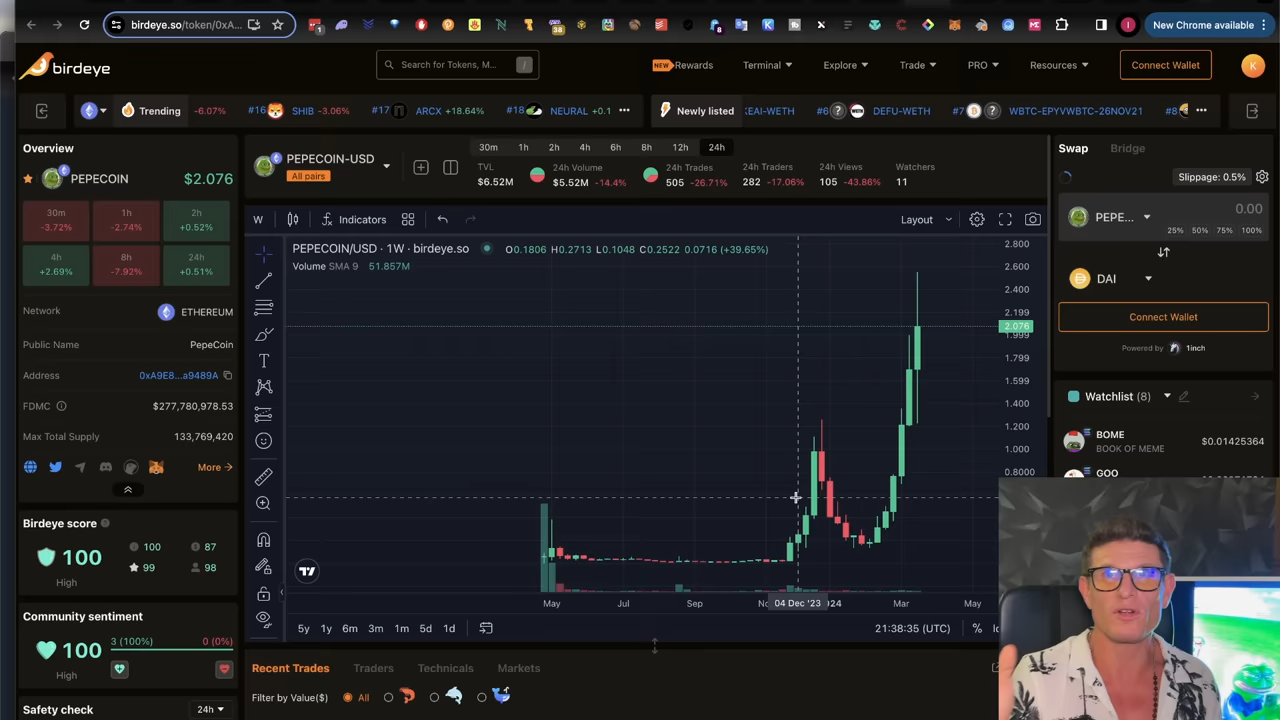 birdeye.so/token/0xA...
1
38
8
New Chrome available
birdeye
Search for Tokens, M...
/
NEW Rewards
Terminal
Explore
Trade
PRO
Resources
Connect Wallet
K
Trending
-6.07%
#16 SHIB -3.06%
#17 ARCX +18.64%
#18 NEURAL +0.1
Newly listed
:EAI-WETH
#6 DEFU-WETH
#7 WBTC-EPYVWBTC-26NOV21
#8
Overview
PEPECOIN $2.076
30m -3.72%
1h -2.74%
2h +0.52%
4h +2.69%
8h -7.92%
24h +0.51%
Network ETHEREUM
Public Name PepeCoin
Address 0xA9E8...a9489A
FDMC $277,780,978.53
Max Total Supply 133,769,420
More →
Birdeye score
100
High
100 87
99 98
Community sentiment
100
High
3 (100%) 0 (0%)
Safety check 24h
PEPECOIN-USD
All pairs
30m 1h 2h 4h 6h 8h 12h 24h
TVL
$6.52M
24h Volume
$5.52M -14.4%
24h Trades
505 -26.71%
24h Traders
282 -17.06%
24h Views
105 -43.86%
Watchers
11
W
Indicators
Layout
PEPECOIN/USD · 1W · birdeye.so O0.1806 H0.2713 L0.1048 C0.2522 0.0716 (+39.65%)
Volume SMA 9 51.857M
2.800
2.600
2.400
2.199
2.076
1.999
1.799
1.599
1.400
1.200
1.000
0.8000
May
Jul
Sep
04 Dec '23
Mar
May
5y 1y 6m 3m 1m 5d 1d
21:38:35 (UTC)
%
Recent Trades
Traders
Technicals
Markets
Filter by Value($)
All
Swap
Bridge
Slippage: 0.5%
PEPE...
0.00
25% 50% 75% 100%
DAI
Connect Wallet
Powered by 1inch
Watchlist (8)
BOME
BOOK OF MEME
$0.01425364
GOO